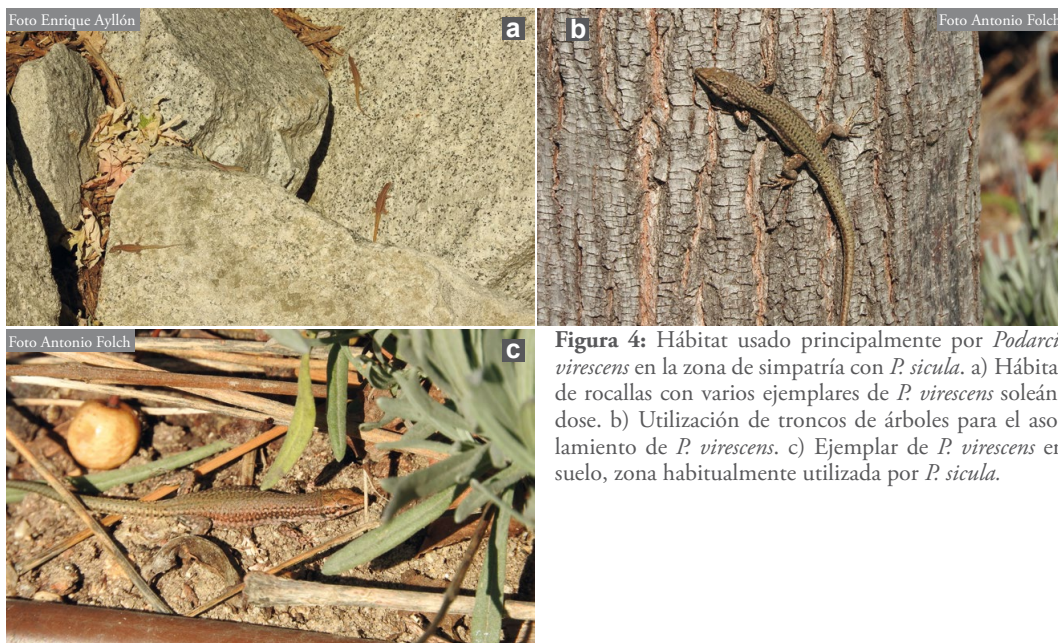 Foto Enrique Ayllón
a
b
Foto Antonio Folch
Foto Antonio Folch
c
Figura 4: Hábitat usado principalmente por Podarci
virescens en la zona de simpatría con P. sicula. a) Hábita
de rocallas con varios ejemplares de P. virescens soleán
dose. b) Utilización de troncos de árboles para el aso
lamiento de P. virescens. c) Ejemplar de P. virescens en
suelo, zona habitualmente utilizada por P. sicula.